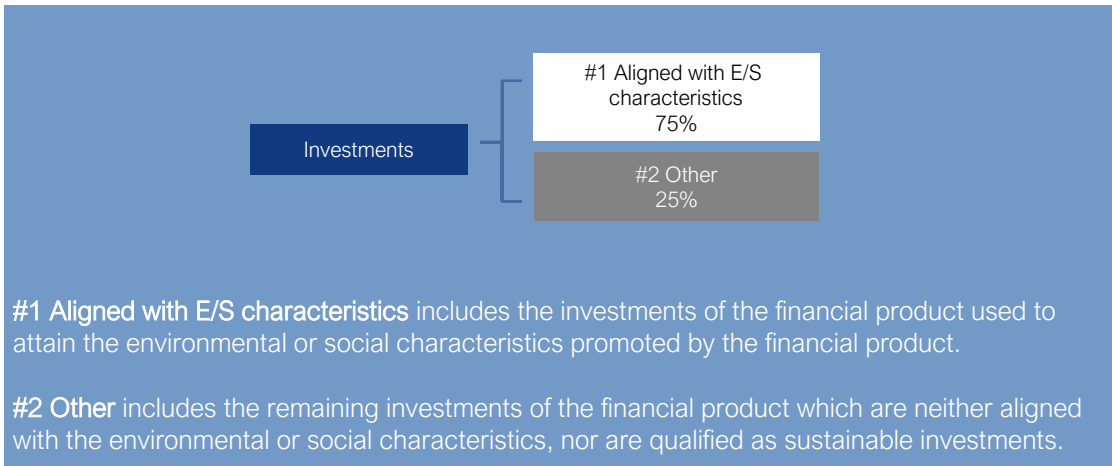 #1 Aligned with E/S
characteristics
75%
Investments
#2 Other
25%
#1 Aligned with E/S characteristics includes the investments of the financial product used to
attain the environmental or social characteristics promoted by the financial product.
#2 Other includes the remaining investments of the financial product which are neither aligned
with the environmental or social characteristics, nor are qualified as sustainable investments.